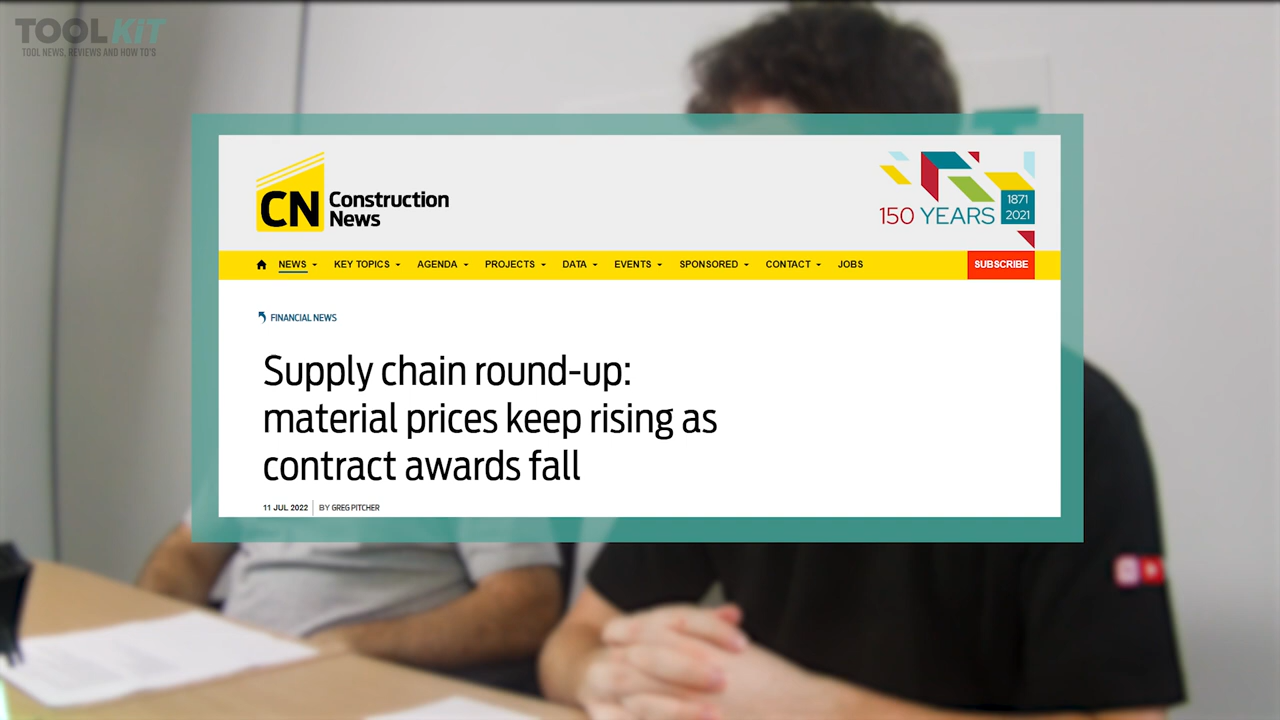 TOOLKIT
TOOL NEWS, REVIEWS AND HOW TO'S
CN Construction
News
150 YEARS 1871
2021
NEWS KEY TOPICS AGENDA PROJECTS DATA EVENTS SPONSORED CONTACT JOBS SUBSCRIBE
FINANCIAL NEWS
Supply chain round-up:
material prices keep rising as
contract awards fall
11 JUL 2022 BY GREG PITCHER